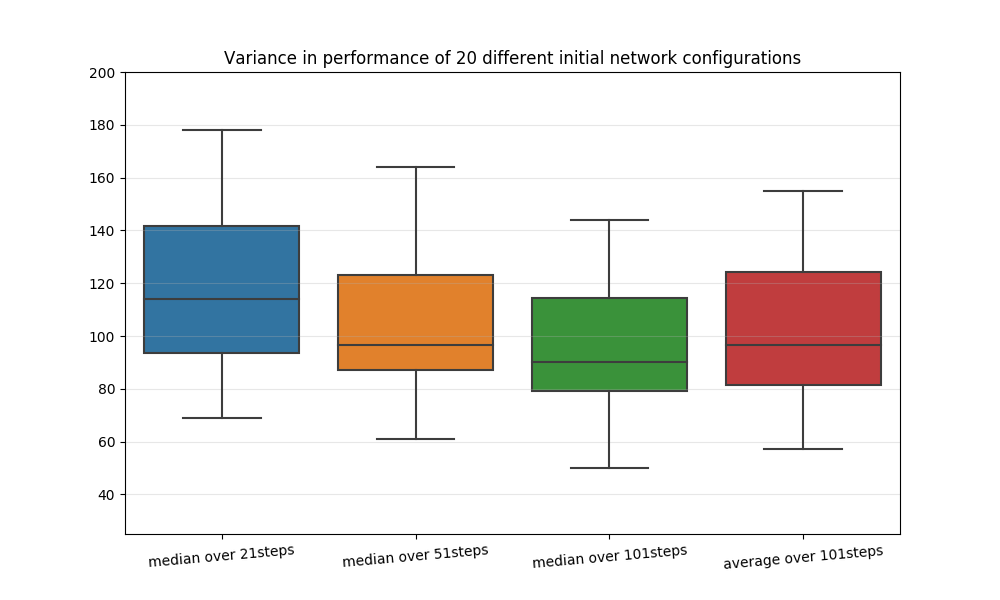 Variance in performance of 20 different initial network configurations
200
180
160
140
120
100
80
60
40
median over 21steps
median over 51steps
median over 101steps
average over 101steps